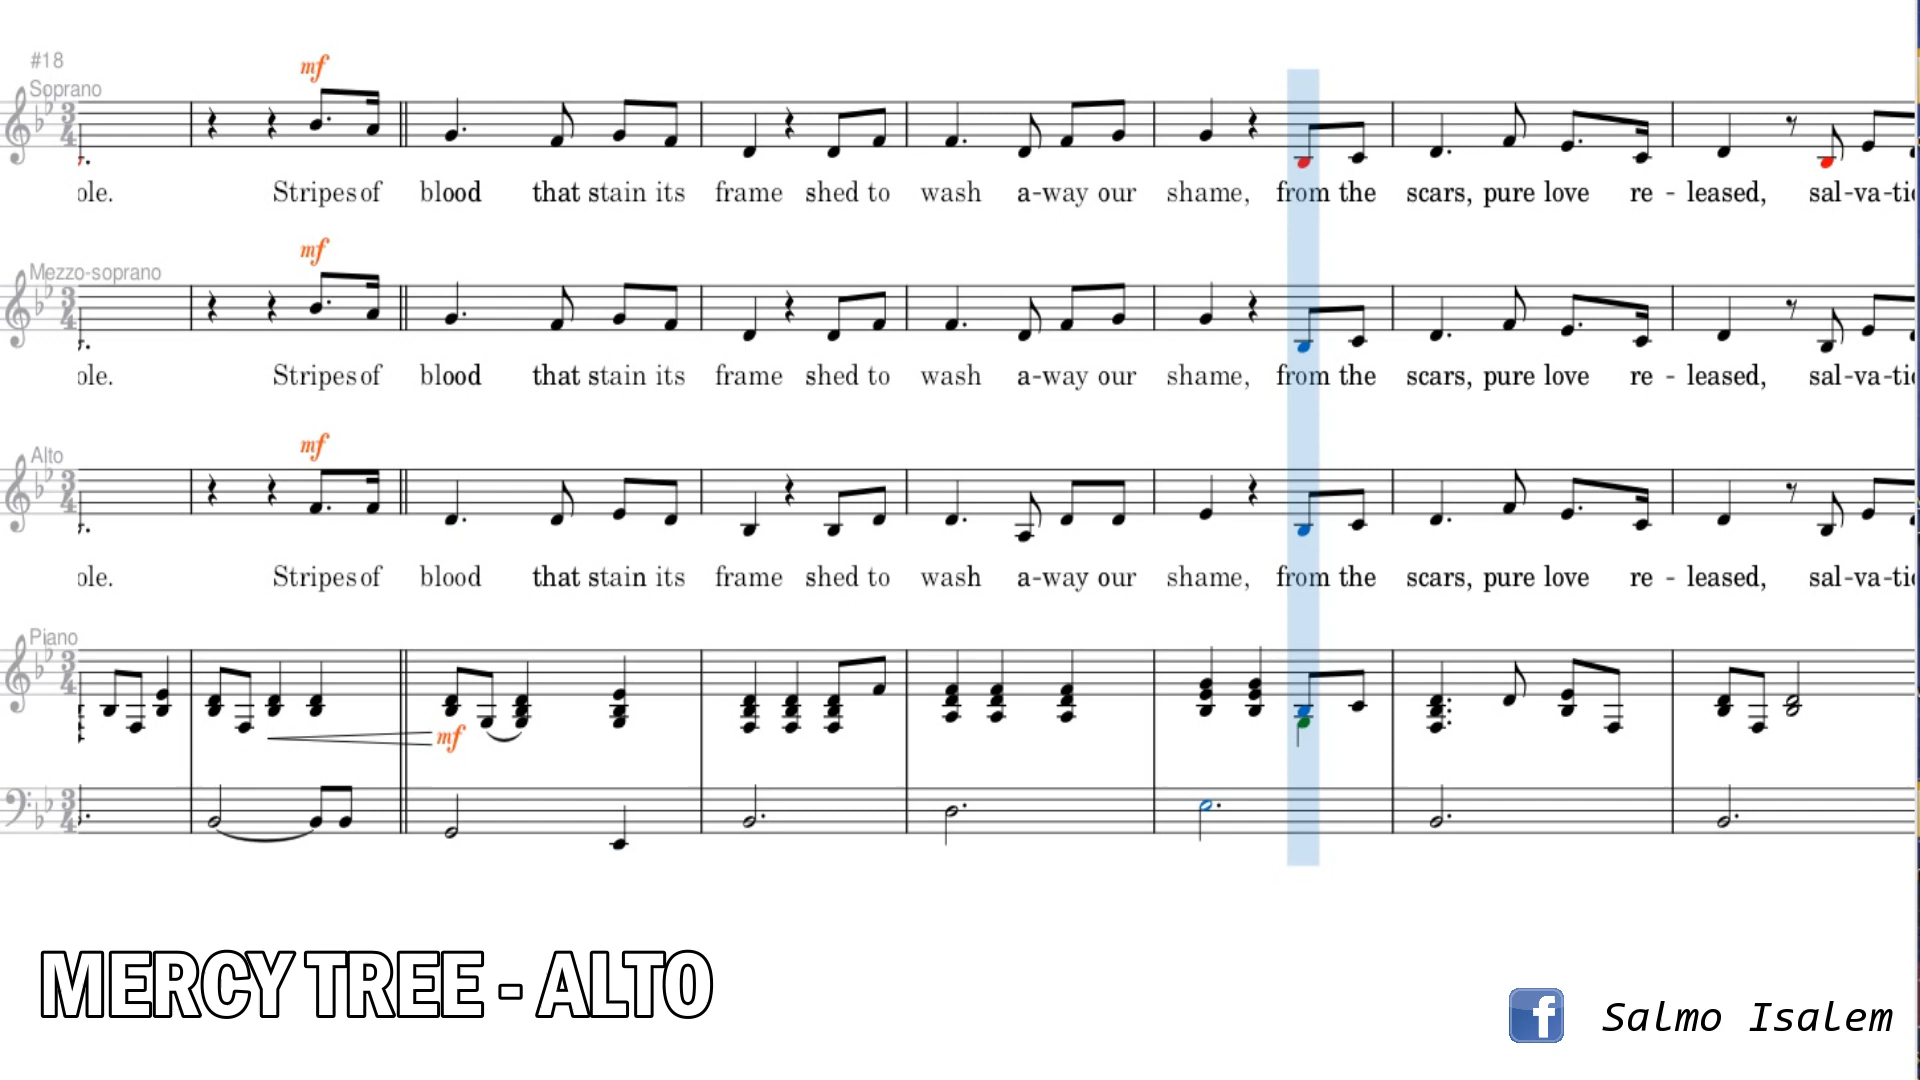 #18
Soprano
mf
ole. Stripes of blood that stain its frame shed to wash a-way our shame, from the scars, pure love re - leased, sal-va-tio
Mezzo-soprano
mf
ole. Stripes of blood that stain its frame shed to wash a-way our shame, from the scars, pure love re - leased, sal-va-tio
Alto
mf
ole. Stripes of blood that stain its frame shed to wash a-way our shame, from the scars, pure love re - leased, sal-va-tio
Piano
mf
MERCY TREE - ALTO
f Salmo Isalem